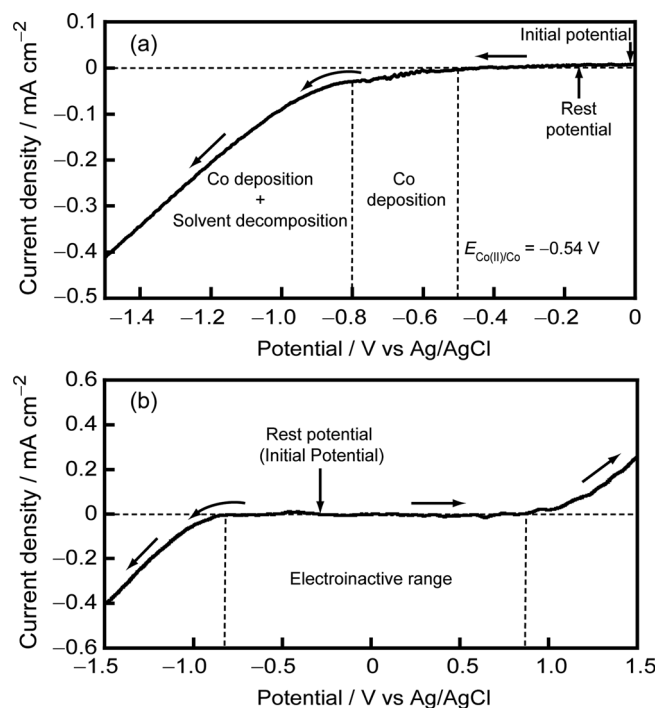 (a)
Initial potential
Rest
potential
Co deposition
+
Solvent decomposition
Co
deposition
E_Co(II)/Co = −0.54 V
Current density / mA cm⁻²
0.1
0
−0.1
−0.2
−0.3
−0.4
−0.5
−1.4 −1.2 −1.0 −0.8 −0.6 −0.4 −0.2 0
Potential / V vs Ag/AgCl
(b)
Rest potential
(Initial Potential)
Electroinactive range
Current density / mA cm⁻²
0.6
0.4
0.2
0
−0.2
−0.4
−0.6
−1.5 −1.0 −0.5 0 0.5 1.0 1.5
Potential / V vs Ag/AgCl